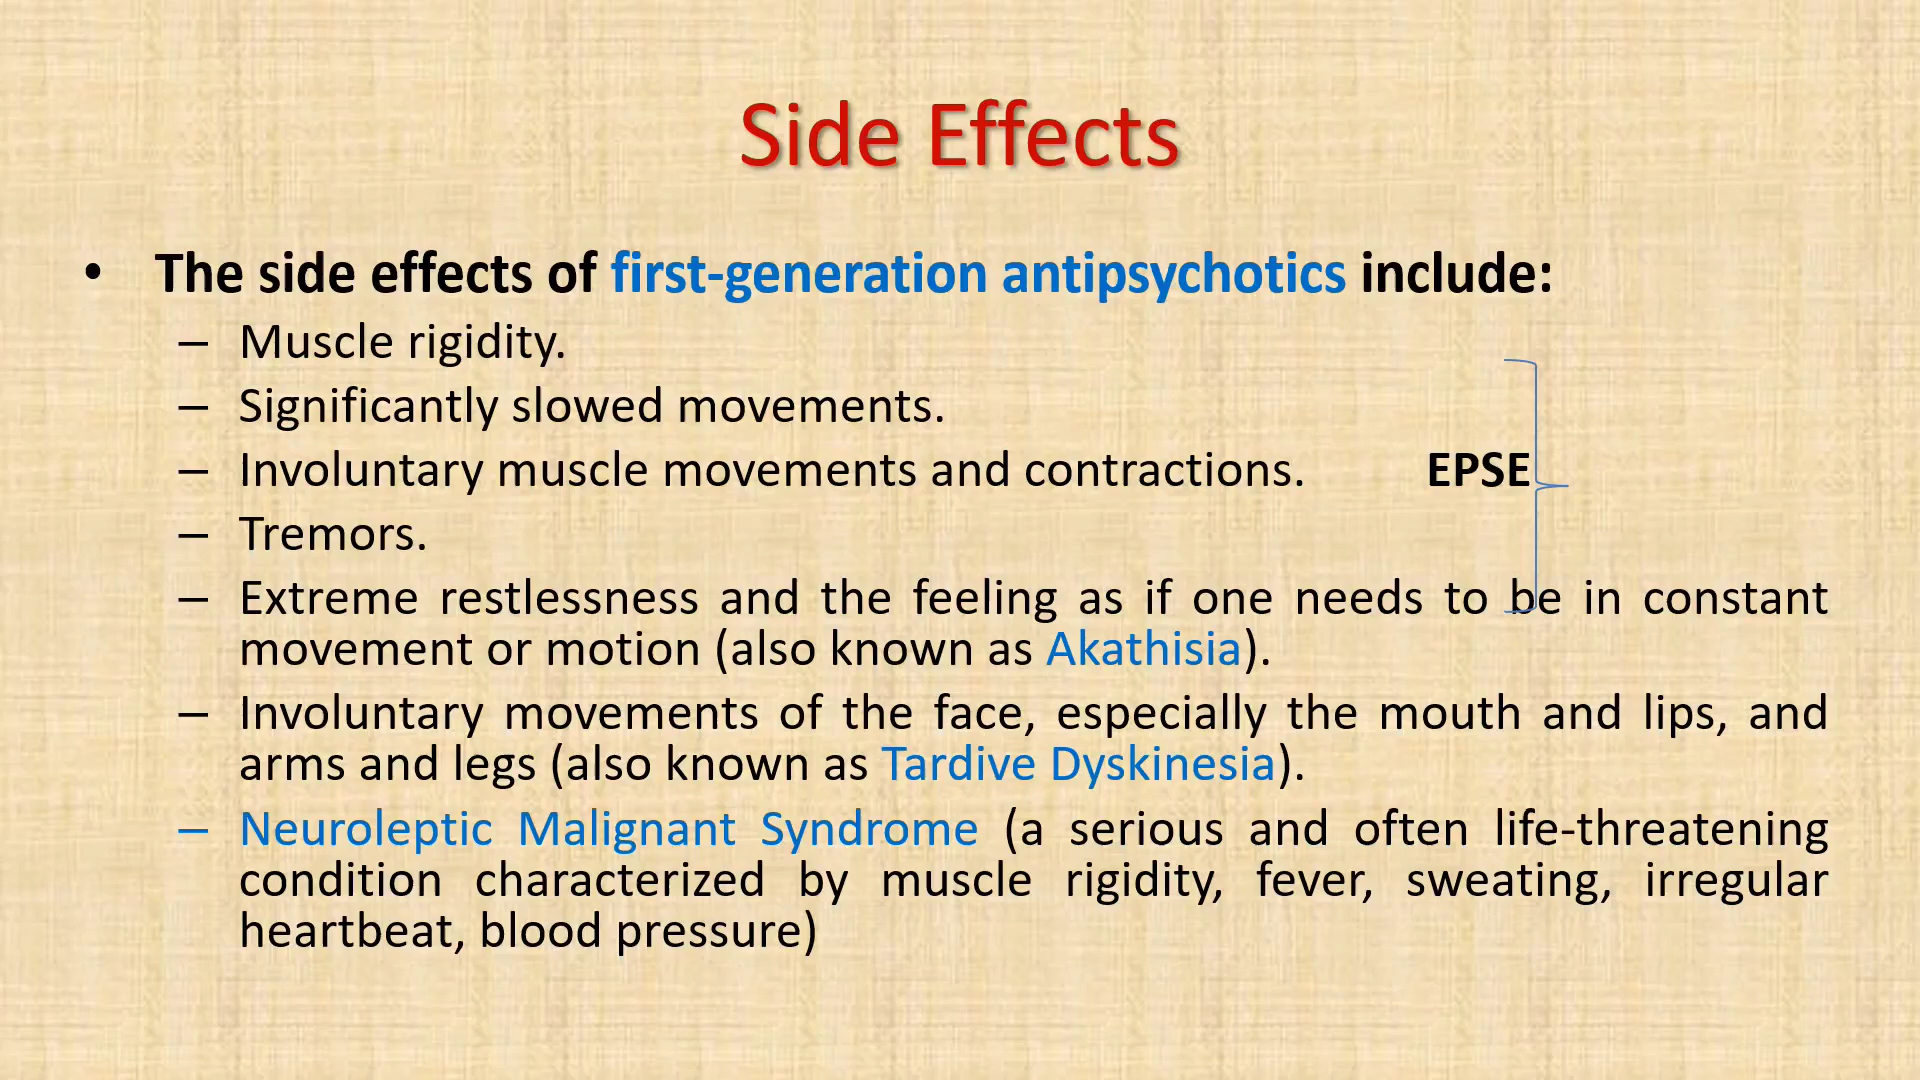 Side Effects
• The side effects of first-generation antipsychotics include:
– Muscle rigidity.
– Significantly slowed movements.
– Involuntary muscle movements and contractions. EPSE
– Tremors.
– Extreme restlessness and the feeling as if one needs to be in constant
movement or motion (also known as Akathisia).
– Involuntary movements of the face, especially the mouth and lips, and
arms and legs (also known as Tardive Dyskinesia).
– Neuroleptic Malignant Syndrome (a serious and often life-threatening
condition characterized by muscle rigidity, fever, sweating, irregular
heartbeat, blood pressure)